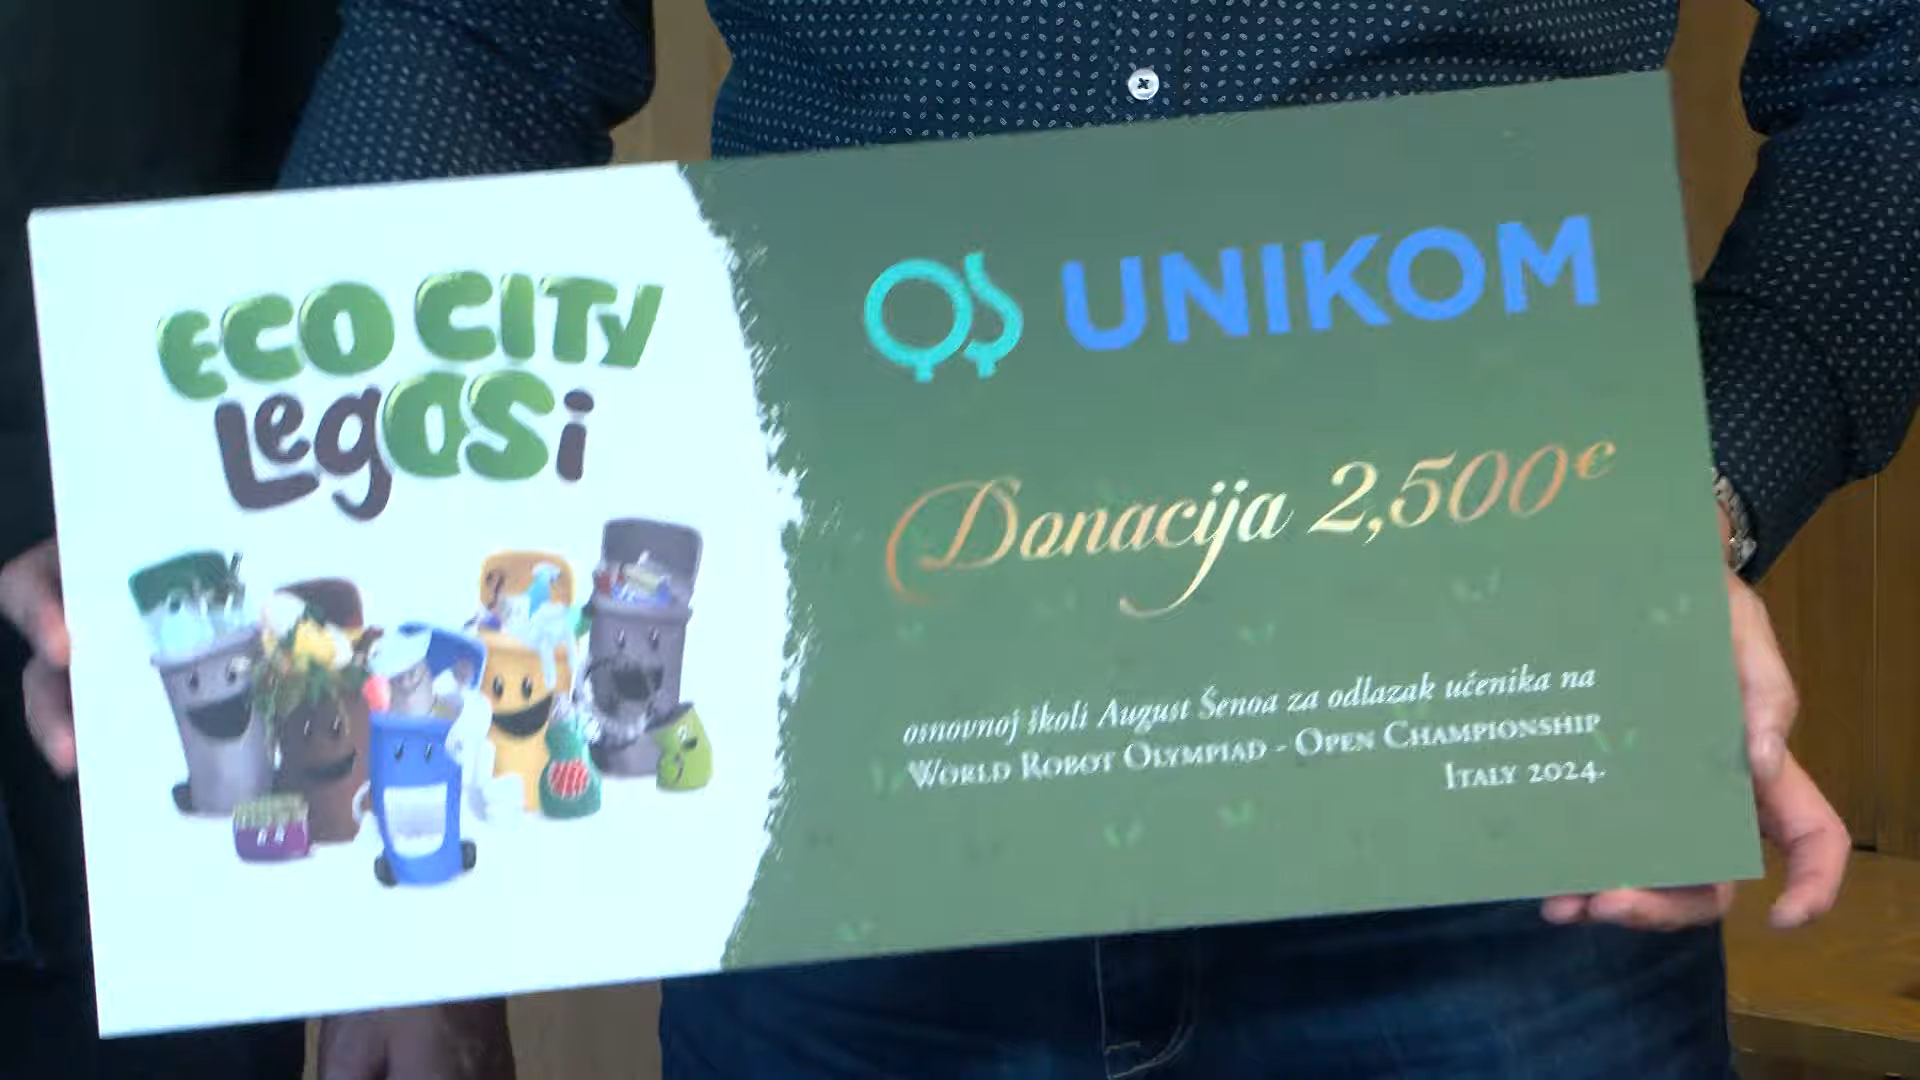 ECO CITY
LegOSi
OS UNIKOM
Donacija 2,500€
osnovnoj školi August Šenoa za odlazak učenika na
World Robot Olympiad - Open Championship
Italy 2024.